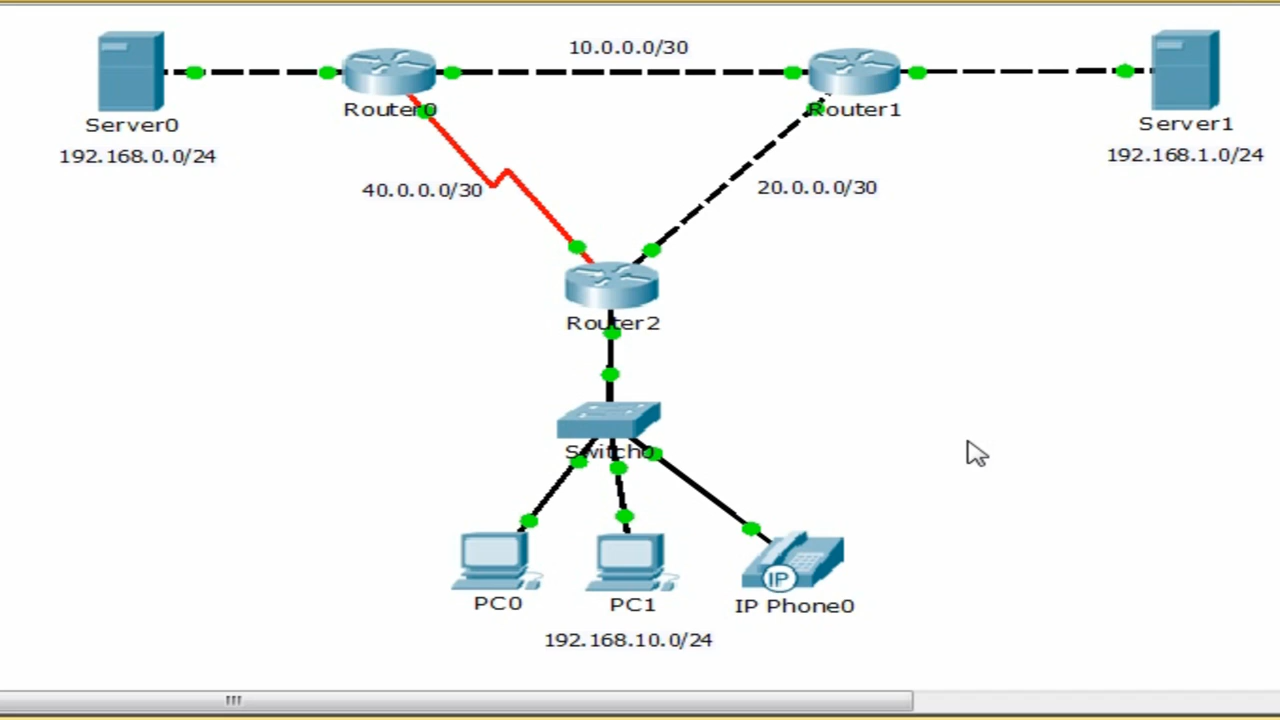 10.0.0.0/30
Router0
Router1
Server0
Server1
192.168.0.0/24
192.168.1.0/24
40.0.0.0/30
20.0.0.0/30
Router2
Switch0
IP
PC0
PC1
IP Phone0
192.168.10.0/24